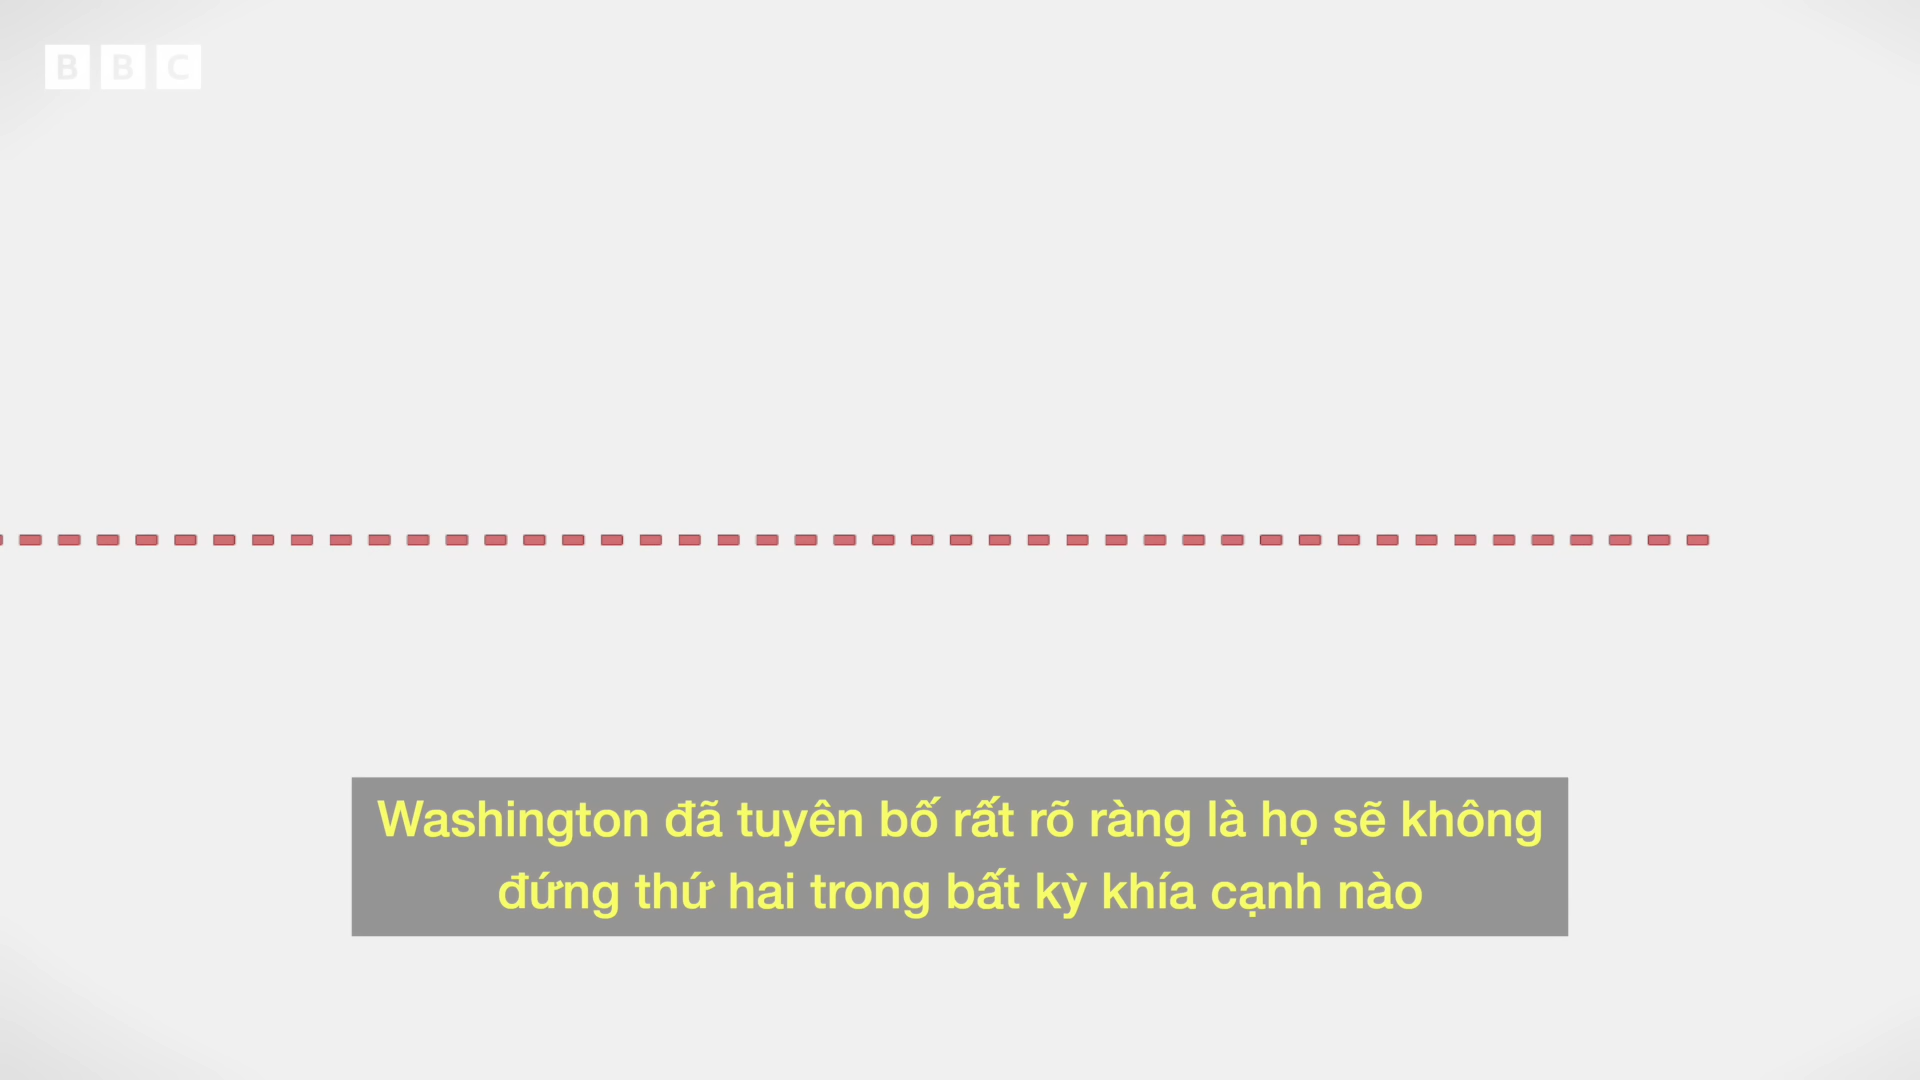 BBC
Washington đã tuyên bố rất rõ ràng là họ sẽ không
đứng thứ hai trong bất kỳ khía cạnh nào